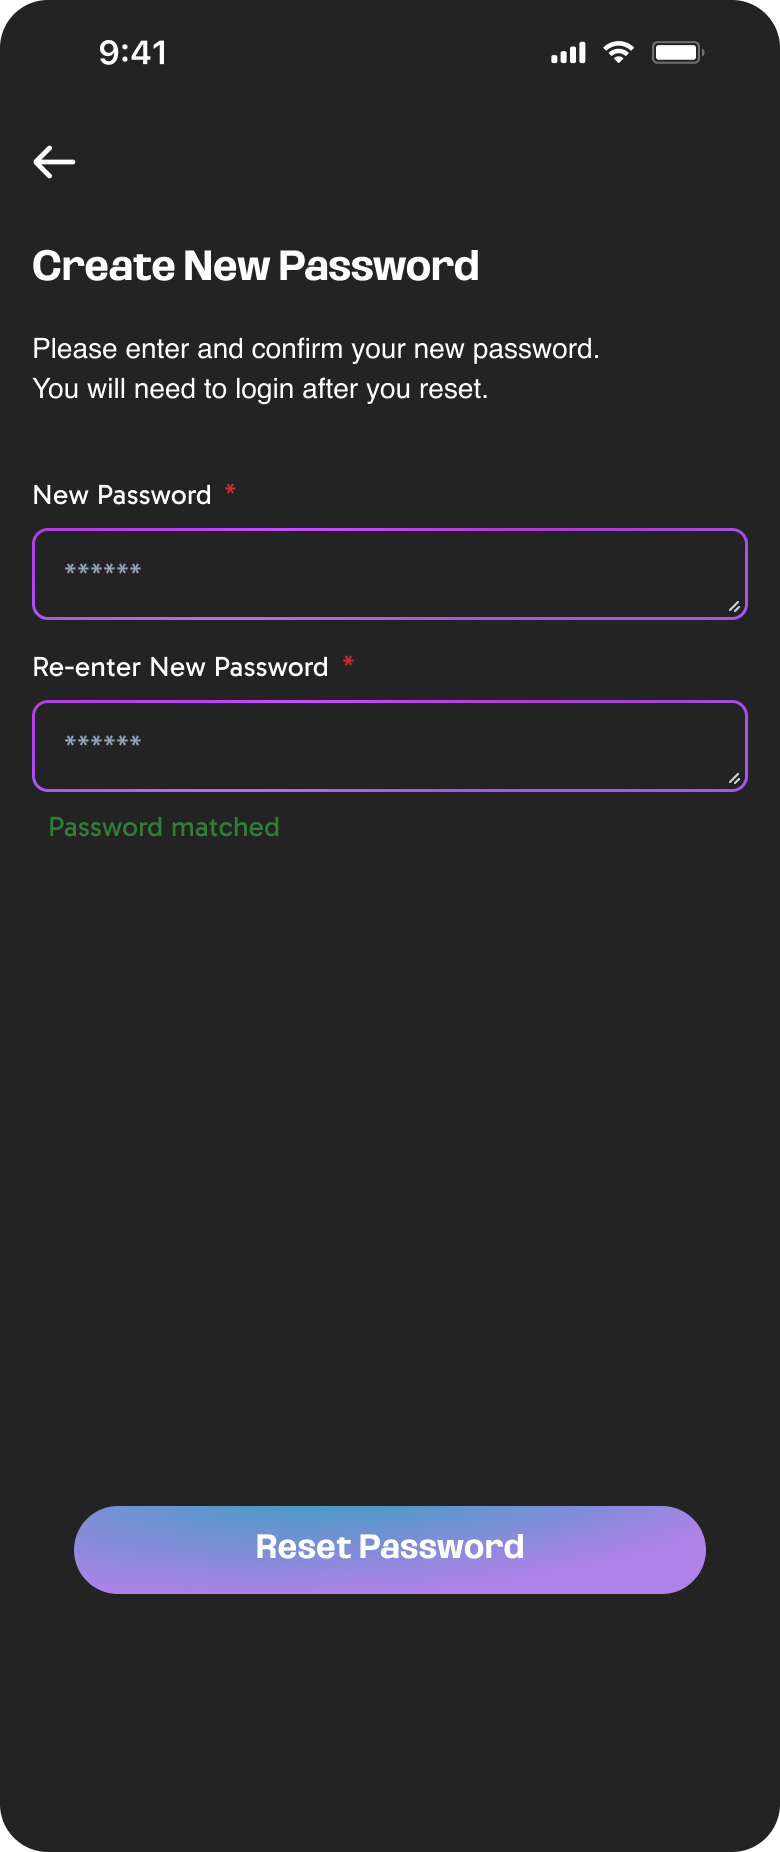 9:41
Create New Password
Please enter and confirm your new password.
You will need to login after you reset.
New Password *
******
Re-enter New Password *
******
Password matched
Reset Password